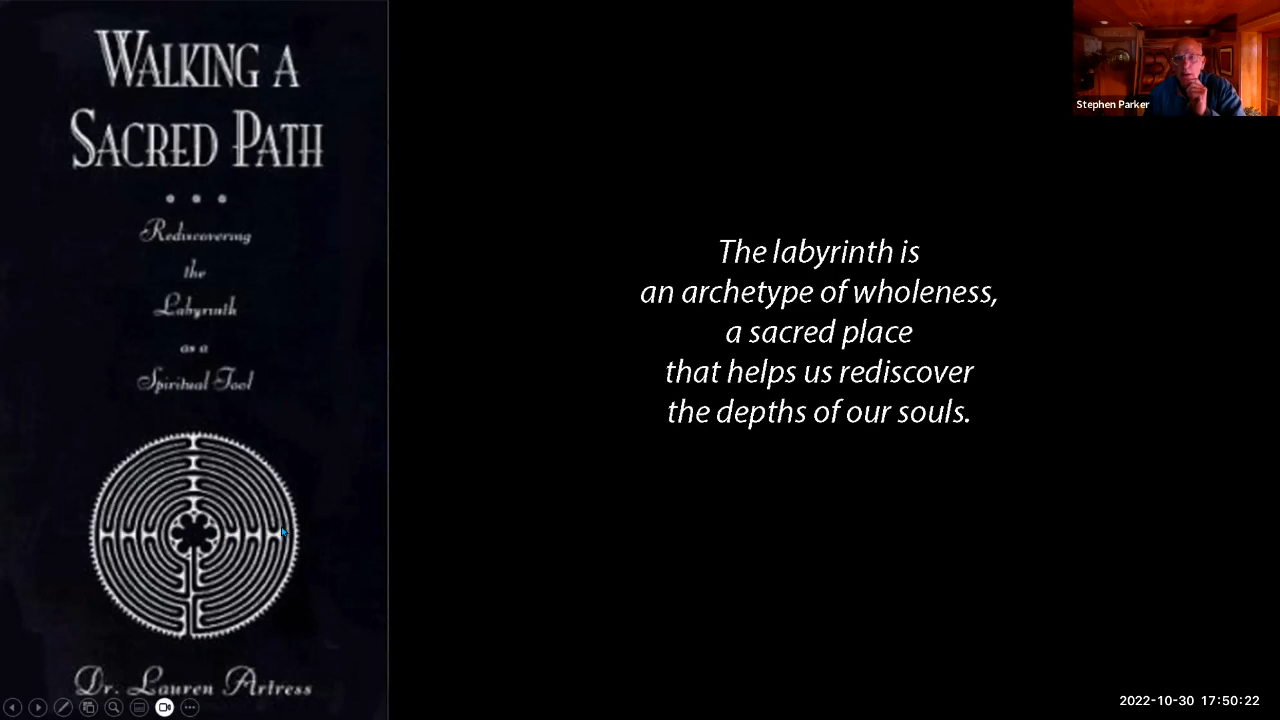 WALKING A
SACRED PATH
• • •
Rediscovering
the
Labyrinth
as a
Spiritual Tool
Dr. Lauren Artress
The labyrinth is
an archetype of wholeness,
a sacred place
that helps us rediscover
the depths of our souls.
Stephen Parker
2022-10-30 17:50:22